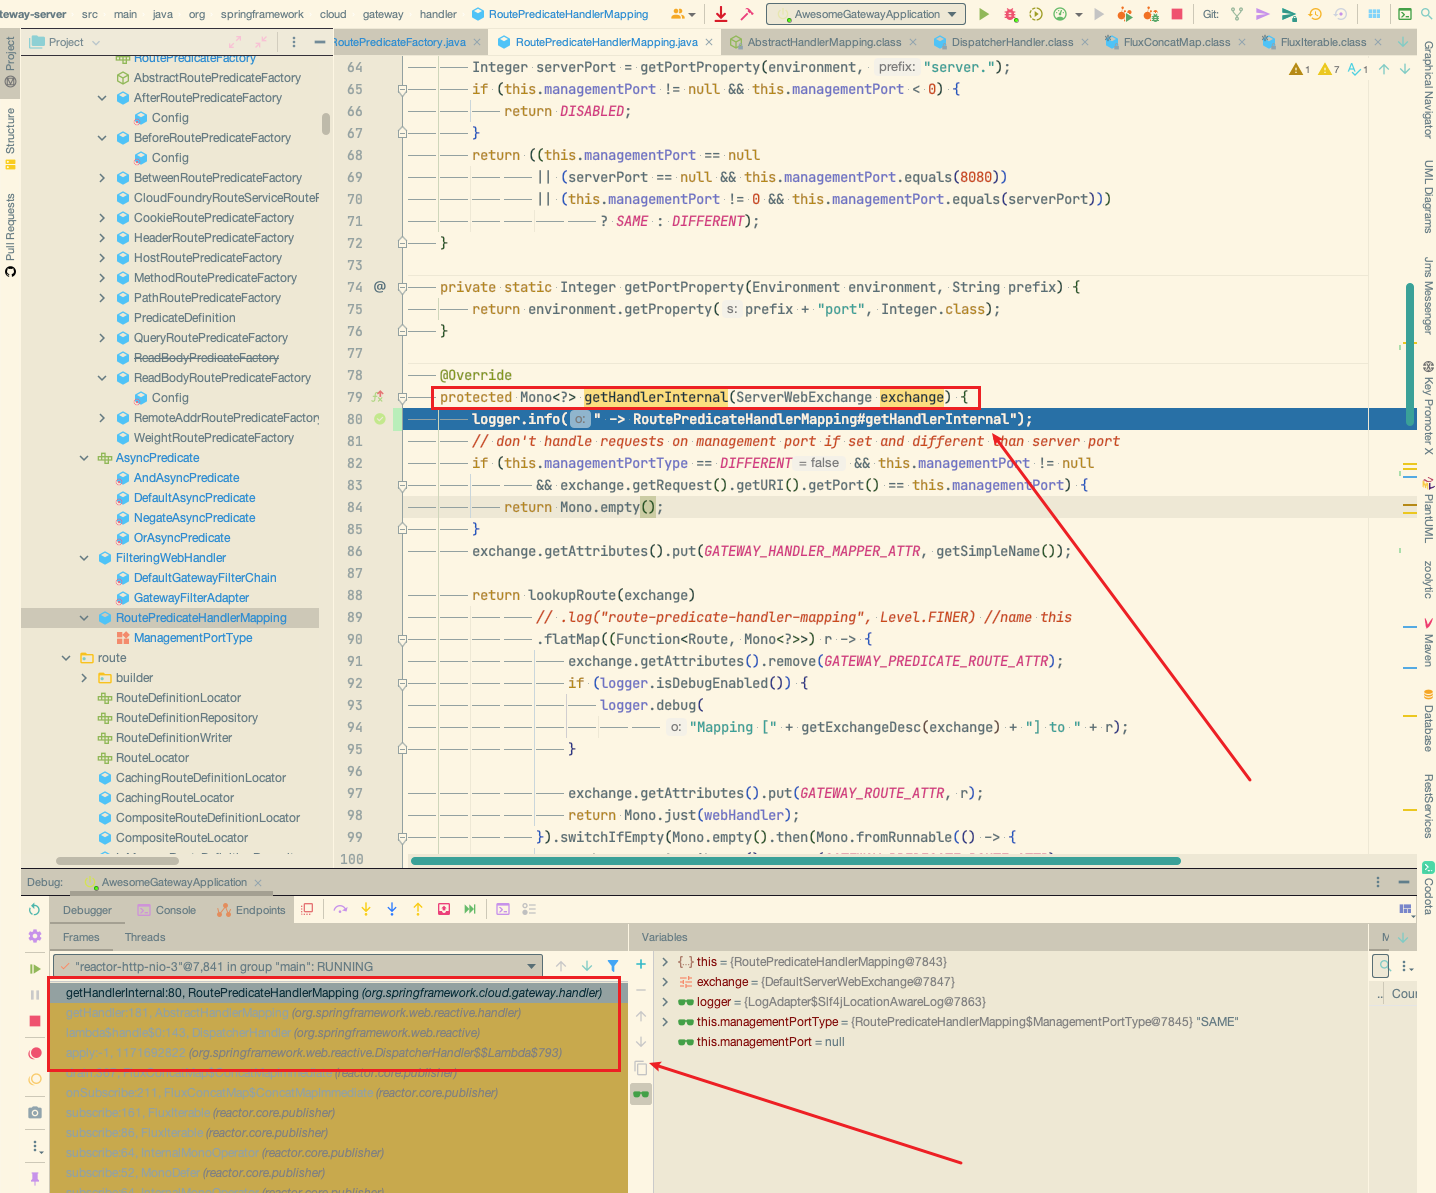 teway-server src main java org springframework cloud gateway handler RoutePredicateHandlerMapping AwesomeGatewayApplication Git:
Project
RoutePredicateFactory.java RoutePredicateHandlerMapping.java AbstractHandlerMapping.class DispatcherHandler.class FluxConcatMap.class FluxIterable.class
RoutePredicateFactory
AbstractRoutePredicateFactory
AfterRoutePredicateFactory
Config
BeforeRoutePredicateFactory
Config
BetweenRoutePredicateFactory
CloudFoundryRouteServiceRouteF
CookieRoutePredicateFactory
HeaderRoutePredicateFactory
HostRoutePredicateFactory
MethodRoutePredicateFactory
PathRoutePredicateFactory
PredicateDefinition
QueryRoutePredicateFactory
ReadBodyPredicateFactory
ReadBodyRoutePredicateFactory
Config
RemoteAddrRoutePredicateFactory
WeightRoutePredicateFactory
AsyncPredicate
AndAsyncPredicate
DefaultAsyncPredicate
NegateAsyncPredicate
OrAsyncPredicate
FilteringWebHandler
DefaultGatewayFilterChain
GatewayFilterAdapter
RoutePredicateHandlerMapping
ManagementPortType
route
builder
RouteDefinitionLocator
RouteDefinitionRepository
RouteDefinitionWriter
RouteLocator
CachingRouteDefinitionLocator
CachingRouteLocator
CompositeRouteDefinitionLocator
CompositeRouteLocator
64 Integer serverPort = getPortProperty(environment, prefix: "server.");
65 if (this.managementPort != null && this.managementPort < 0) {
66 return DISABLED;
67 }
68 return ((this.managementPort == null
69 || (serverPort == null && this.managementPort.equals(8080))
70 || (this.managementPort != 0 && this.managementPort.equals(serverPort)))
71 ? SAME : DIFFERENT);
72 }
73
74 @ private static Integer getPortProperty(Environment environment, String prefix) {
75 return environment.getProperty( s: prefix + "port", Integer.class);
76 }
77
78 @Override
79 protected Mono<?> getHandlerInternal(ServerWebExchange exchange) {
80 logger.info( o: " -> RoutePredicateHandlerMapping#getHandlerInternal");
81 // don't handle requests on management port if set and different than server port
82 if (this.managementPortType == DIFFERENT = false && this.managementPort != null
83 && exchange.getRequest().getURI().getPort() == this.managementPort) {
84 return Mono.empty();
85 }
86 exchange.getAttributes().put(GATEWAY_HANDLER_MAPPER_ATTR, getSimpleName());
87
88 return lookupRoute(exchange)
89 // .log("route-predicate-handler-mapping", Level.FINER) //name this
90 .flatMap((Function<Route, Mono<?>>) r -> {
91 exchange.getAttributes().remove(GATEWAY_PREDICATE_ROUTE_ATTR);
92 if (logger.isDebugEnabled()) {
93 logger.debug(
94 o: "Mapping [" + getExchangeDesc(exchange) + "] to " + r);
95 }
96
97 exchange.getAttributes().put(GATEWAY_ROUTE_ATTR, r);
98 return Mono.just(webHandler);
99 }).switchIfEmpty(Mono.empty().then(Mono.fromRunnable(() -> {
100
1 7 1
Project
Structure
Pull Requests
Graphical Navigator
UML Diagrams
Jms Messenger
Key Promoter X
PlantUML
zoolytic
Maven
Database
RestServices
Codota
Debug: AwesomeGatewayApplication
Debugger Console Endpoints
Frames Threads
"reactor-http-nio-3"@7,841 in group "main": RUNNING
getHandlerInternal:80, RoutePredicateHandlerMapping (org.springframework.cloud.gateway.handler)
getHandler:181, AbstractHandlerMapping (org.springframework.web.reactive.handler)
lambda$handle$0:143, DispatcherHandler (org.springframework.web.reactive)
apply:-1, 1171692822 (org.springframework.web.reactive.DispatcherHandler$$Lambda$793)
drain:367, FluxConcatMap$ConcatMapImmediate (reactor.core.publisher)
onSubscribe:211, FluxConcatMap$ConcatMapImmediate (reactor.core.publisher)
subscribe:161, FluxIterable (reactor.core.publisher)
subscribe:86, FluxIterable (reactor.core.publisher)
subscribe:64, InternalMonoOperator (reactor.core.publisher)
subscribe:52, MonoDefer (reactor.core.publisher)
Variables
this = {RoutePredicateHandlerMapping@7843}
exchange = {DefaultServerWebExchange@7847}
logger = {LogAdapter$Slf4jLocationAwareLog@7863}
this.managementPortType = {RoutePredicateHandlerMapping$ManagementPortType@7845} "SAME"
this.managementPort = null
M
.. Coun